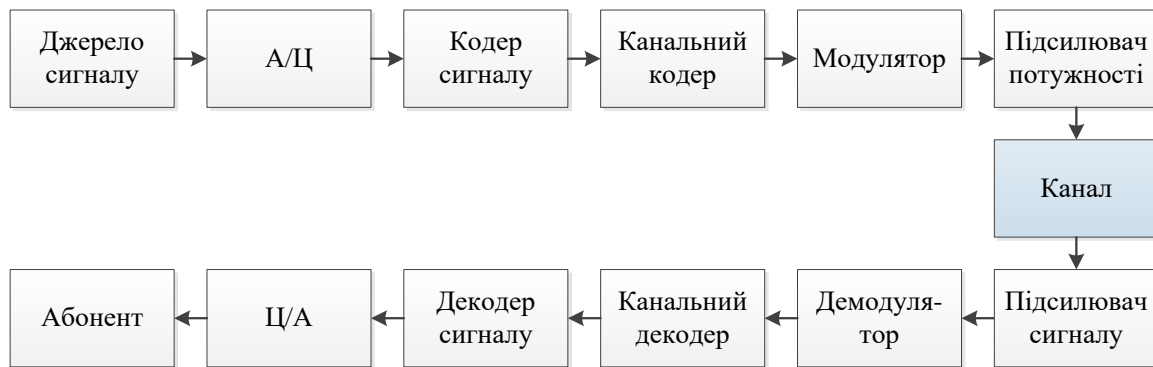 Джерело
сигналу
А/Ц
Кодер
сигналу
Канальний
кодер
Модулятор
Підсилювач
потужності
Канал
Абонент
Ц/А
Декодер
сигналу
Канальний
декодер
Демодуля-
тор
Підсилювач
сигналу